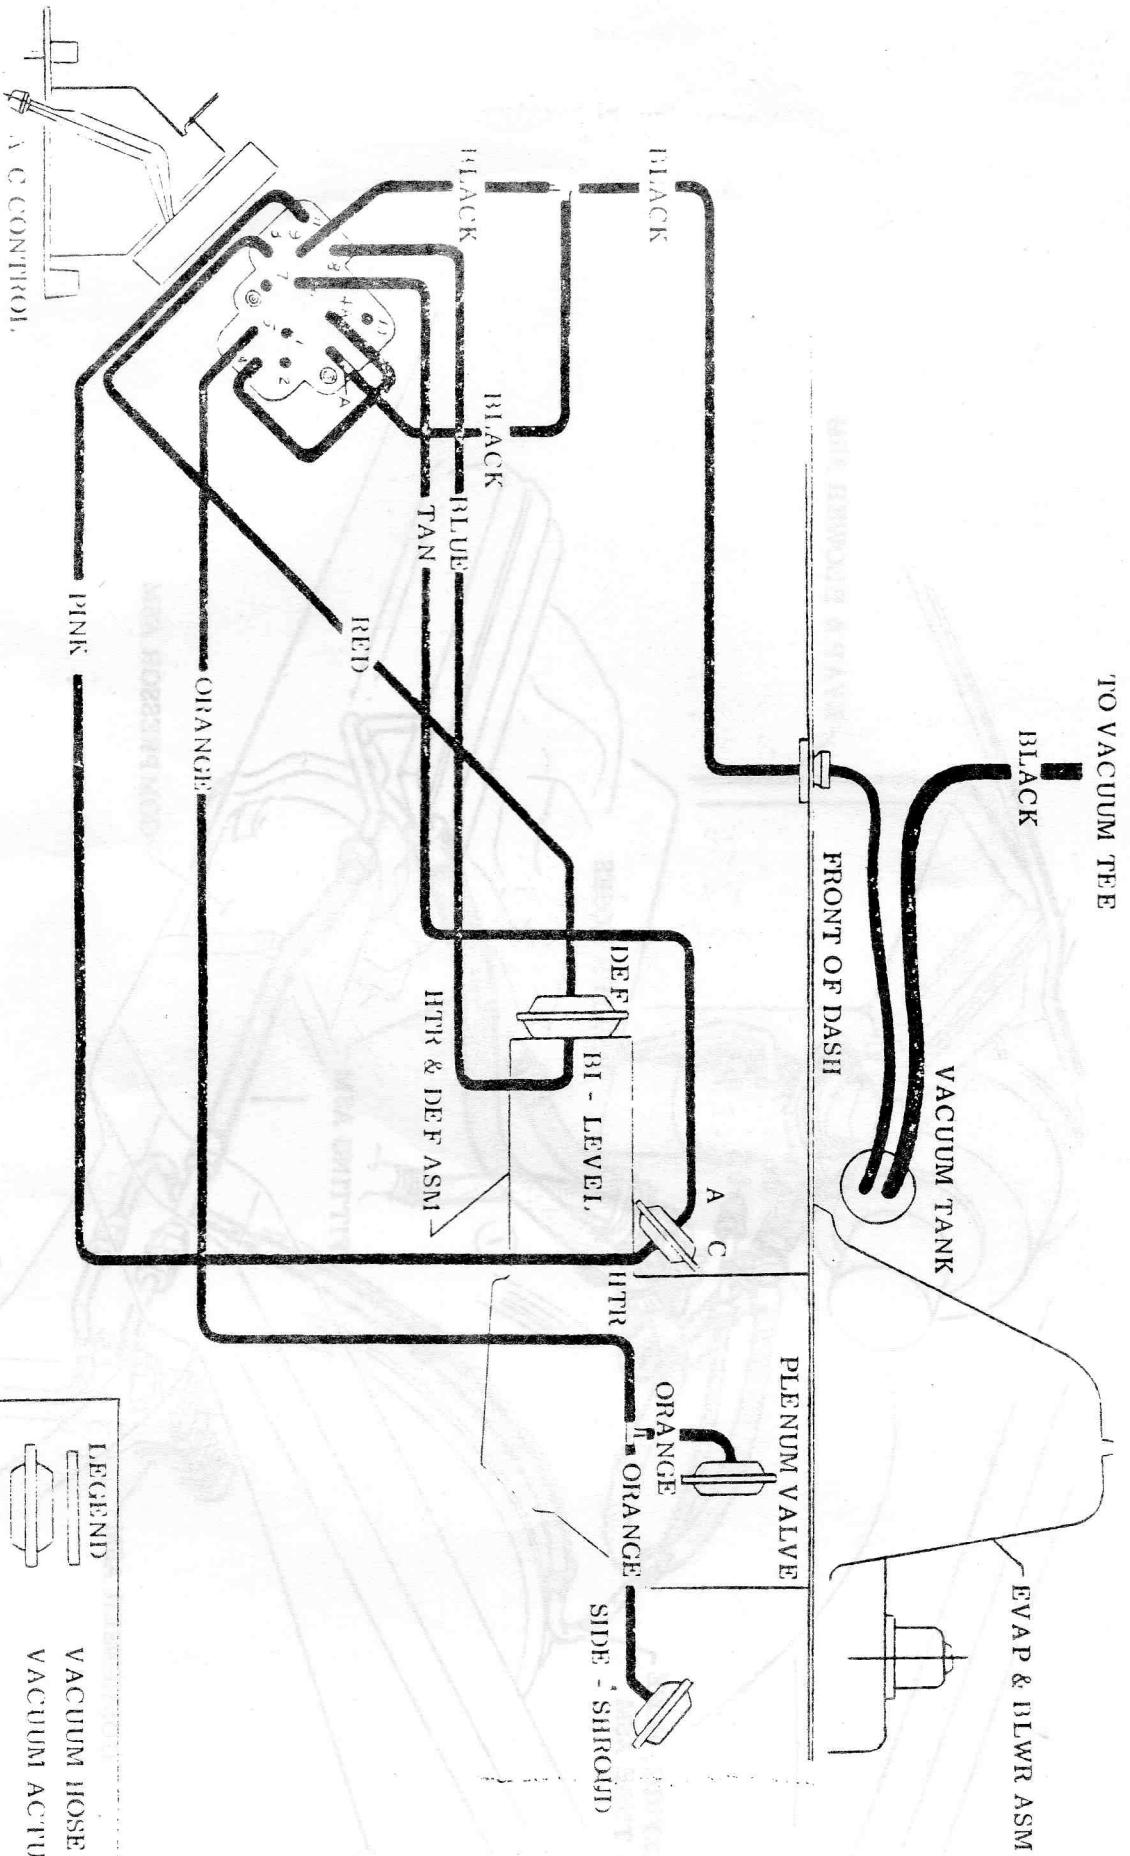 TO VACUUM TEE
BLACK
EVAP & BLWR ASM
VACUUM TANK
FRONT OF DASH
PLENUM VALVE
BLACK
BLACK
BLACK
A C
DEF
BI - LEVEL
HTR
ORANGE
ORANGE
SIDE - SHROUD
HTR & DEF ASM
BLUE
TAN
RED
ORANGE
PINK
A C CONTROL
LEGEND
VACUUM HOSE
VACUUM ACTU